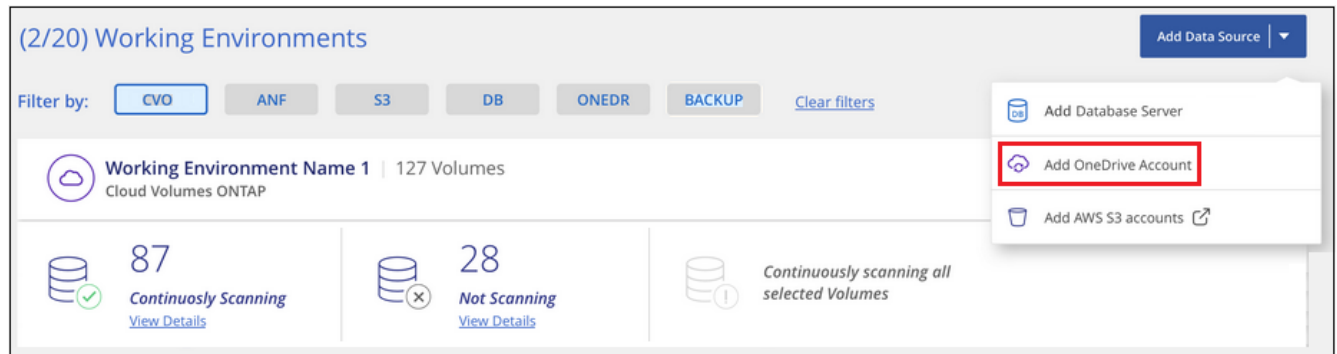 (2/20) Working Environments
Add Data Source
Filter by: CVO ANF S3 DB ONEDR BACKUP Clear filters
DB Add Database Server
Add OneDrive Account
Add AWS S3 accounts
Working Environment Name 1 | 127 Volumes
Cloud Volumes ONTAP
87
Continuosly Scanning
View Details
28
Not Scanning
View Details
Continuously scanning all
selected Volumes